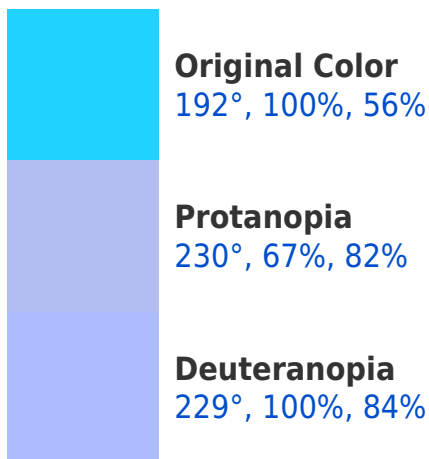 Original Color
192°, 100%, 56%
Protanopia
230°, 67%, 82%
Deuteranopia
229°, 100%, 84%